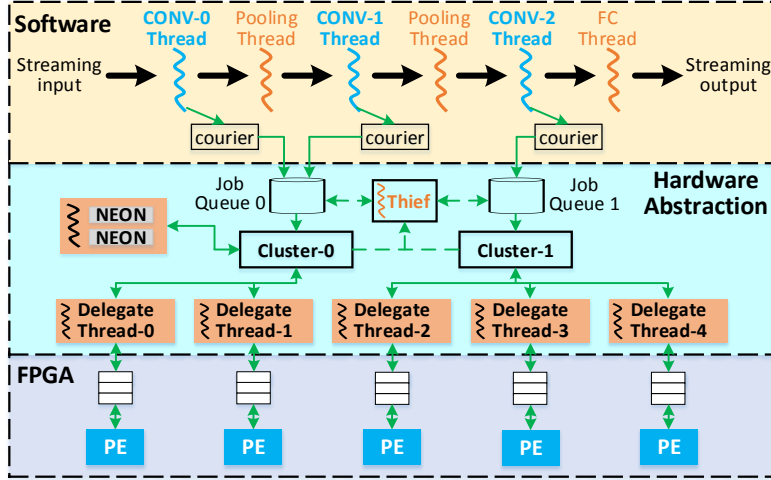 Software
CONV-0
Thread
Pooling
Thread
CONV-1
Thread
Pooling
Thread
CONV-2
Thread
FC
Thread
Streaming
input
Streaming
output
courier
courier
courier
Job
Queue 0
Thief
Job
Queue 1
Hardware
Abstraction
NEON
NEON
Cluster-0
Cluster-1
Delegate
Thread-0
Delegate
Thread-1
Delegate
Thread-2
Delegate
Thread-3
Delegate
Thread-4
FPGA
PE
PE
PE
PE
PE